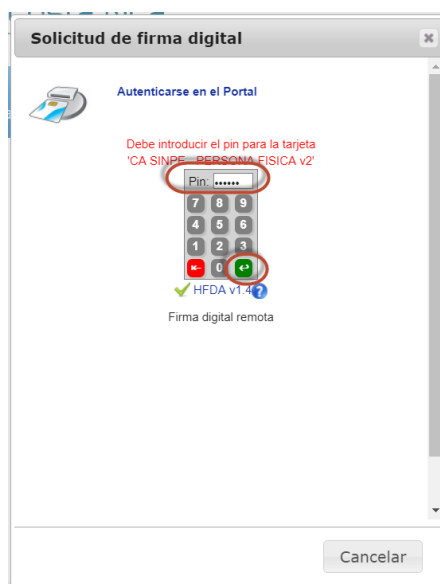 Solicitud de firma digital
Autenticarse en el Portal
Debe introducir el pin para la tarjeta
'CA SINPE - PERSONA FISICA v2'
Pin: ••••••
7 8 9
4 5 6
1 2 3
0
HFDA v1.4
?
Firma digital remota
Cancelar